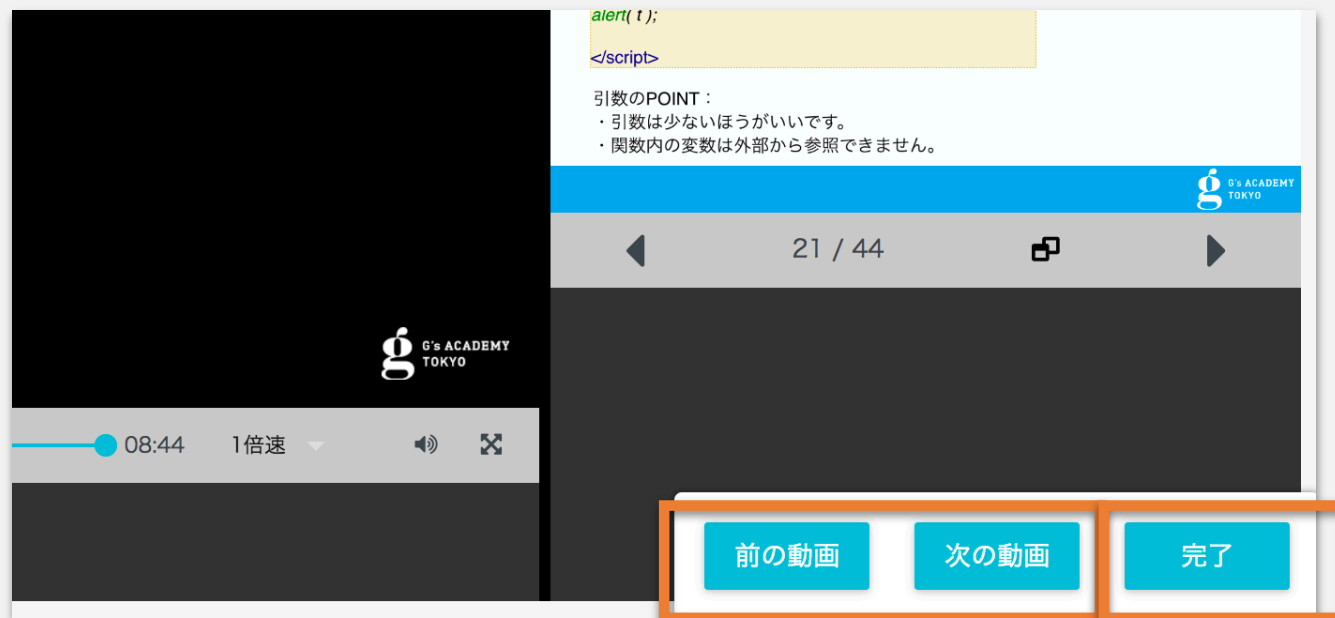 alert( t );
</script>
引数のPOINT：
・引数は少ないほうがいいです。
・関数内の変数は外部から参照できません。
G's ACADEMY
TOKYO
21 / 44
G's ACADEMY
TOKYO
08:44
1倍速
前の動画
次の動画
完了